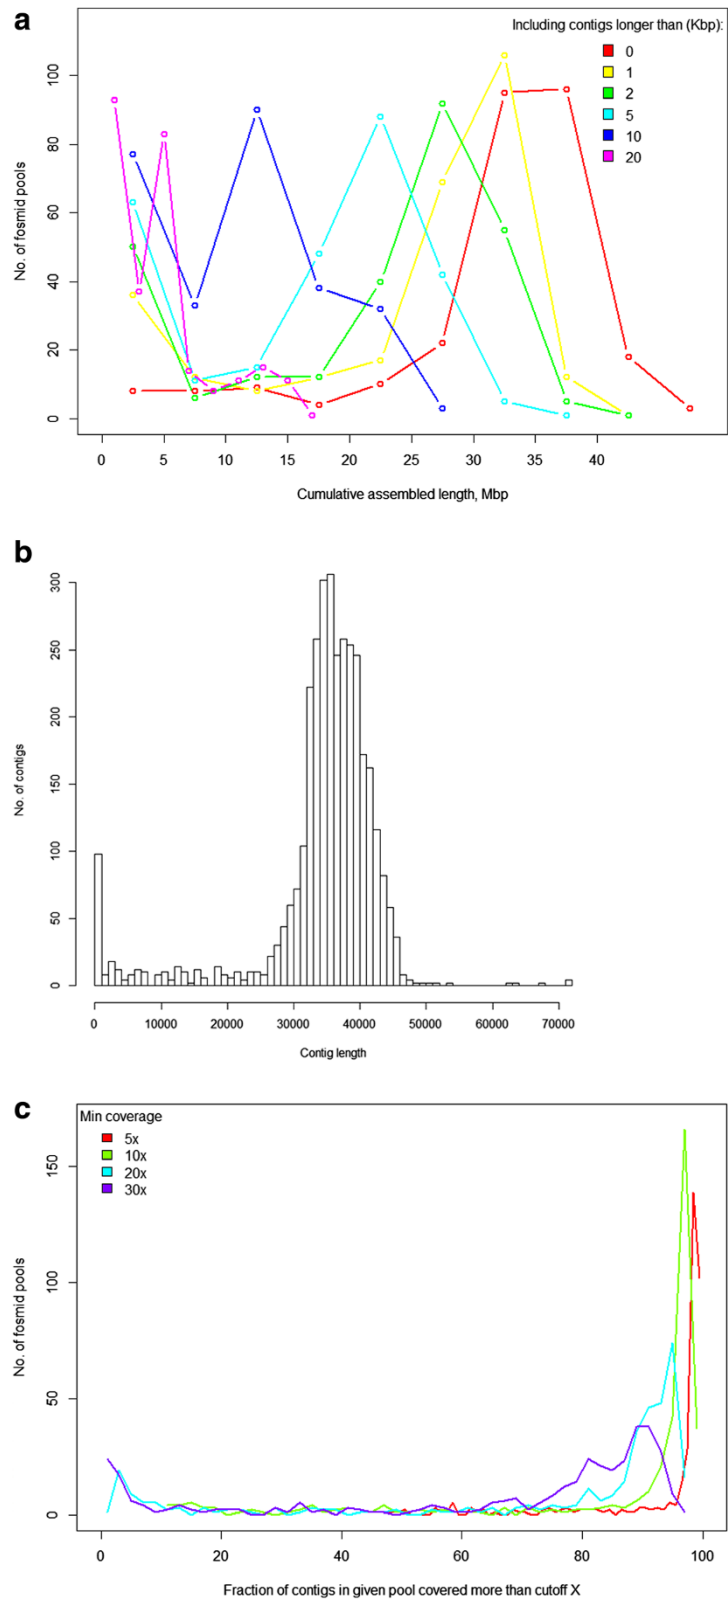 a
Including contigs longer than (Kbp):
0
1
2
5
10
20
No. of fosmid pools
100
80
60
40
20
0
0 5 10 15 20 25 30 35 40
Cumulative assembled length, Mbp
b
No. of contigs
300
250
200
150
100
50
0
0 10000 20000 30000 40000 50000 60000 70000
Contig length
c
Min coverage
5x
10x
20x
30x
No. of fosmid pools
150
100
50
0
0 20 40 60 80 100
Fraction of contigs in given pool covered more than cutoff X